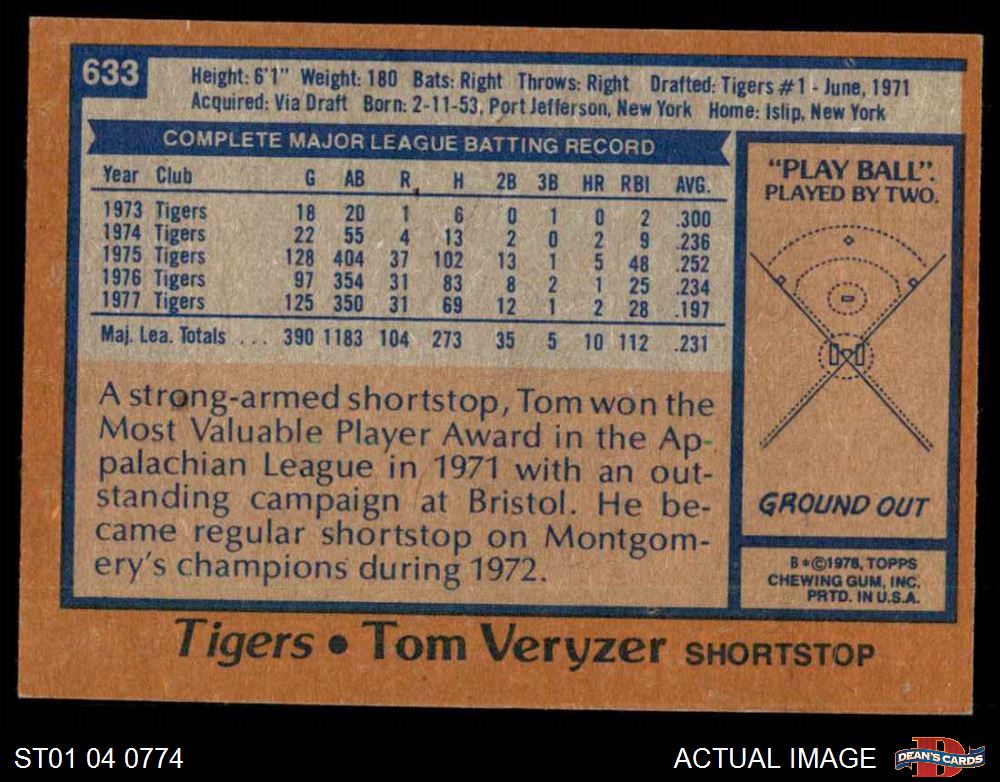 633
Height: 6'1" Weight: 180 Bats: Right Throws: Right Drafted: Tigers #1 - June, 1971
Acquired: Via Draft Born: 2-11-53, Port Jefferson, New York Home: Islip, New York
COMPLETE MAJOR LEAGUE BATTING RECORD
Year Club G AB R H 2B 3B HR RBI AVG.
1973 Tigers 18 20 1 6 0 1 0 2 .300
1974 Tigers 22 55 4 13 2 0 2 9 .236
1975 Tigers 128 404 37 102 13 1 5 48 .252
1976 Tigers 97 354 31 83 8 2 1 25 .234
1977 Tigers 125 350 31 69 12 1 2 28 .197
Maj. Lea. Totals ... 390 1183 104 273 35 5 10 112 .231
A strong-armed shortstop, Tom won the
Most Valuable Player Award in the Ap-
palachian League in 1971 with an out-
standing campaign at Bristol. He be-
came regular shortstop on Montgom-
ery's champions during 1972.
"PLAY BALL".
PLAYED BY TWO.
GROUND OUT
B*©1978, TOPPS
CHEWING GUM, INC.
PRTD. IN U.S.A.
Tigers • Tom Veryzer SHORTSTOP
ST01 04 0774
ACTUAL IMAGE
D
DEAN'S CARDS